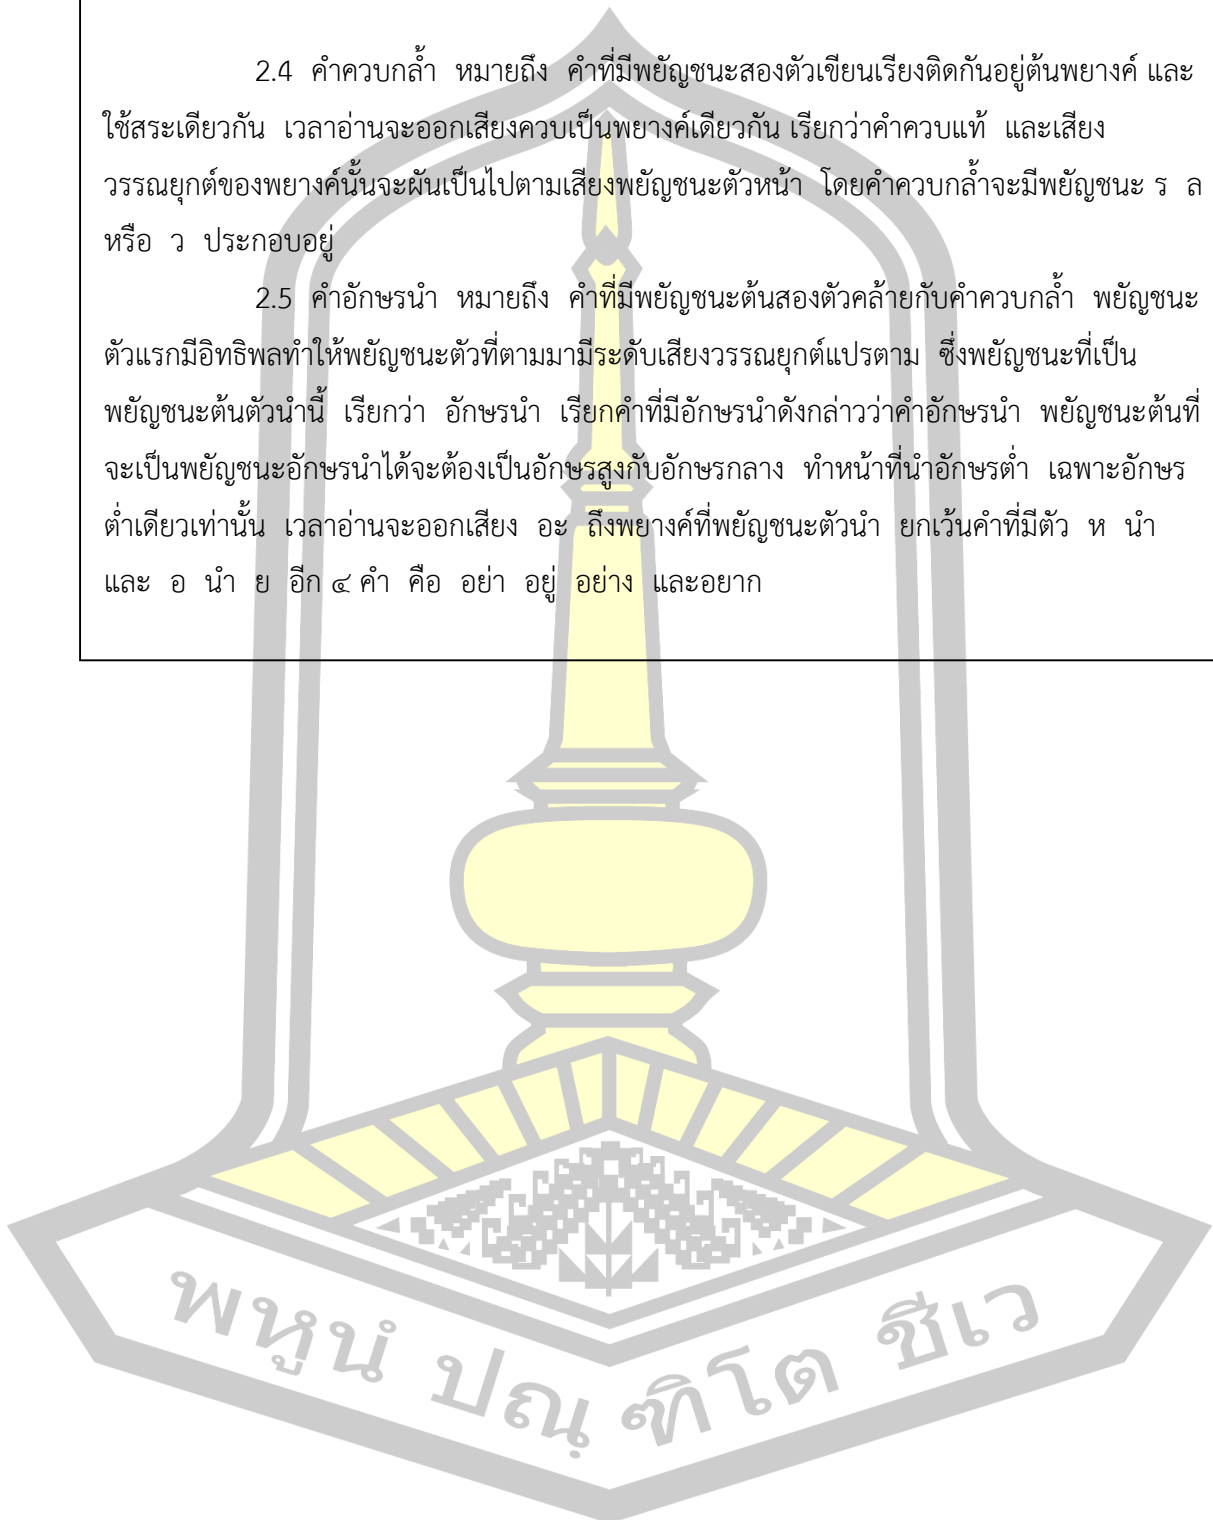 2.4 คำควบกล้ำ หมายถึง คำที่มีพยัญชนะสองตัวเขียนเรียงติดกันอยู่ต้นพยางค์ และ
ใช้สระเดียวกัน เวลาอ่านจะออกเสียงควบเป็นพยางค์เดียวกัน เรียกว่าคำควบแท้ และเสียง
วรรณยุกต์ของพยางค์นั้นจะผันเป็นไปตามเสียงพยัญชนะตัวหน้า โดยคำควบกล้ำจะมีพยัญชนะ ร ล
หรือ ว ประกอบอยู่
2.5 คำอักษรนำ หมายถึง คำที่มีพยัญชนะต้นสองตัวคล้ายกับคำควบกล้ำ พยัญชนะ
ตัวแรกมีอิทธิพลทำให้พยัญชนะตัวที่ตามมามีระดับเสียงวรรณยุกต์แปรตาม ซึ่งพยัญชนะที่เป็น
พยัญชนะต้นตัวนำนี้ เรียกว่า อักษรนำ เรียกคำที่มีอักษรนำดังกล่าวว่าคำอักษรนำ พยัญชนะต้นที่
จะเป็นพยัญชนะอักษรนำได้จะต้องเป็นอักษรสูงกับอักษรกลาง ทำหน้าที่นำอักษรต่ำ เฉพาะอักษร
ต่ำเดียวเท่านั้น เวลาอ่านจะออกเสียง อะ ถึงพยางค์ที่พยัญชนะตัวนำ ยกเว้นคำที่มีตัว ห นำ
และ อ นำ ย อีก ๔ คำ คือ อย่า อยู่ อย่าง และอยาก
พหูนํ ปณฺ ฑิโต ชีเว